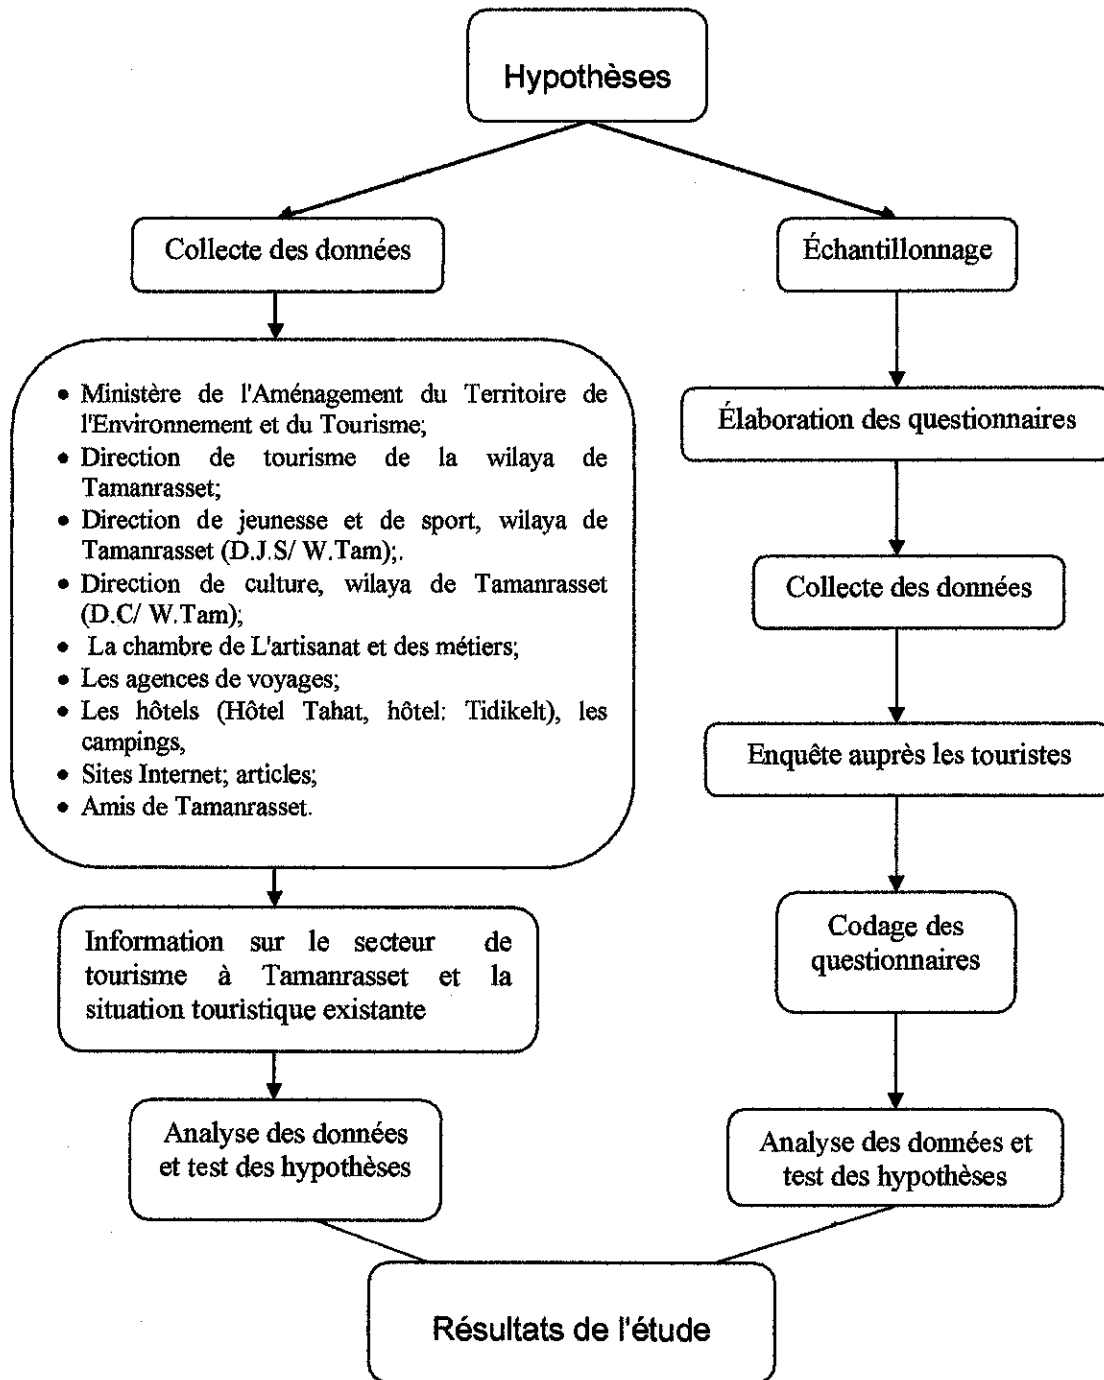 Hypothèses
Collecte des données
• Ministère de l'Aménagement du Territoire de
l'Environnement et du Tourisme;
• Direction de tourisme de la wilaya de
Tamanrasset;
• Direction de jeunesse et de sport, wilaya de
Tamanrasset (D.J.S/ W.Tam);.
• Direction de culture, wilaya de Tamanrasset
(D.C/ W.Tam);
• La chambre de L'artisanat et des métiers;
• Les agences de voyages;
• Les hôtels (Hôtel Tahat, hôtel: Tidikelt), les
campings,
• Sites Internet; articles;
• Amis de Tamanrasset.
Information sur le secteur de
tourisme à Tamanrasset et la
situation touristique existante
Analyse des données
et test des hypothèses
Échantillonnage
Élaboration des questionnaires
Collecte des données
Enquête auprès les touristes
Codage des
questionnaires
Analyse des données et
test des hypothèses
Résultats de l'étude